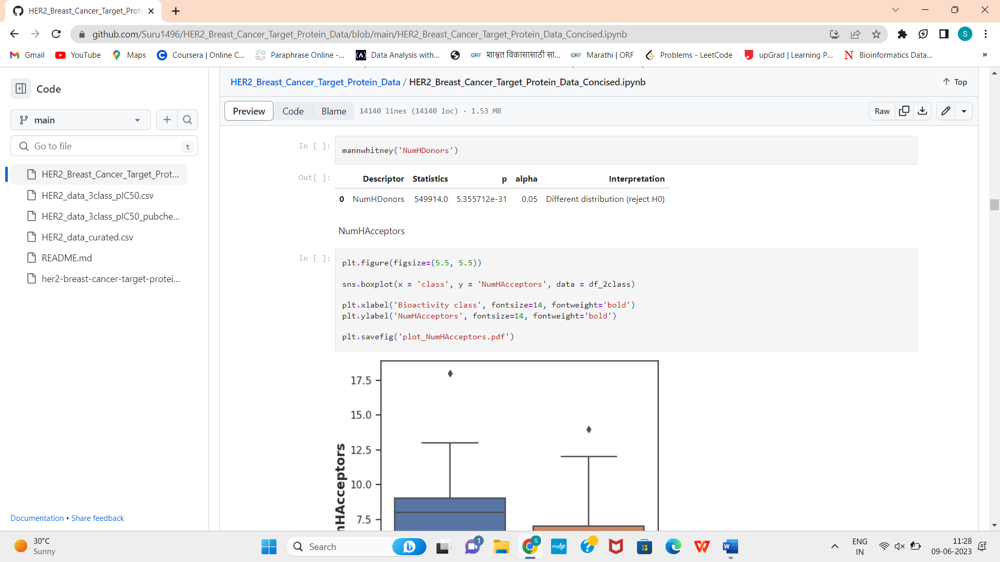 HER2_Breast_Cancer_Target_Prote
github.com/Suru1496/HER2_Breast_Cancer_Target_Protein_Data/blob/main/HER2_Breast_Cancer_Target_Protein_Data_Concised.ipynb
S
Gmail YouTube Maps Coursera | Online C... Paraphrase Online -... Data Analysis with... शाश्वत विकासासाठी सा... Marathi | ORF Problems - LeetCode upGrad | Learning P... Bioinformatics Data... »
Code
main
Go to file t
HER2_Breast_Cancer_Target_Prot...
HER2_data_3class_pIC50.csv
HER2_data_3class_pIC50_pubche...
HER2_data_curated.csv
README.md
her2-breast-cancer-target-protei...
Documentation • Share feedback
HER2_Breast_Cancer_Target_Protein_Data / HER2_Breast_Cancer_Target_Protein_Data_Concised.ipynb
Top
Preview Code Blame 14140 lines (14140 loc) · 1.53 MB
Raw
In [ ]: mannwhitney('NumHDonors')
Out[ ]: Descriptor Statistics p alpha Interpretation
0 NumHDonors 549914.0 5.355712e-31 0.05 Different distribution (reject H0)
NumHAcceptors
In [ ]: plt.figure(figsize=(5.5, 5.5))
sns.boxplot(x = 'class', y = 'NumHAcceptors', data = df_2class)
plt.xlabel('Bioactivity class', fontsize=14, fontweight='bold')
plt.ylabel('NumHAcceptors', fontsize=14, fontweight='bold')
plt.savefig('plot_NumHAcceptors.pdf')
17.5
15.0
12.5
10.0
7.5
mHAcceptors
30°C
Sunny
Search
1
S
myhp
ENG
IN
11:28
09-06-2023